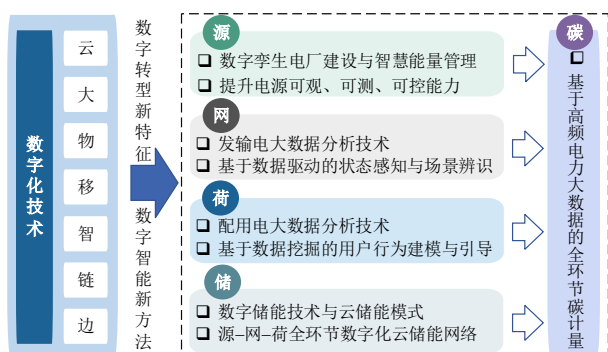 数字化技术
云
大
物
移
智
链
边
数字转型新特征
数字智能新方法
源
❑ 数字孪生电厂建设与智慧能量管理
❑ 提升电源可观、可测、可控能力
网
❑ 发输电大数据分析技术
❑ 基于数据驱动的状态感知与场景辨识
荷
❑ 配用电大数据分析技术
❑ 基于数据挖掘的用户行为建模与引导
储
❑ 数字储能技术与云储能模式
❑ 源–网–荷全环节数字化云储能网络
碳
❑ 基于高频电力大数据的全环节碳计量